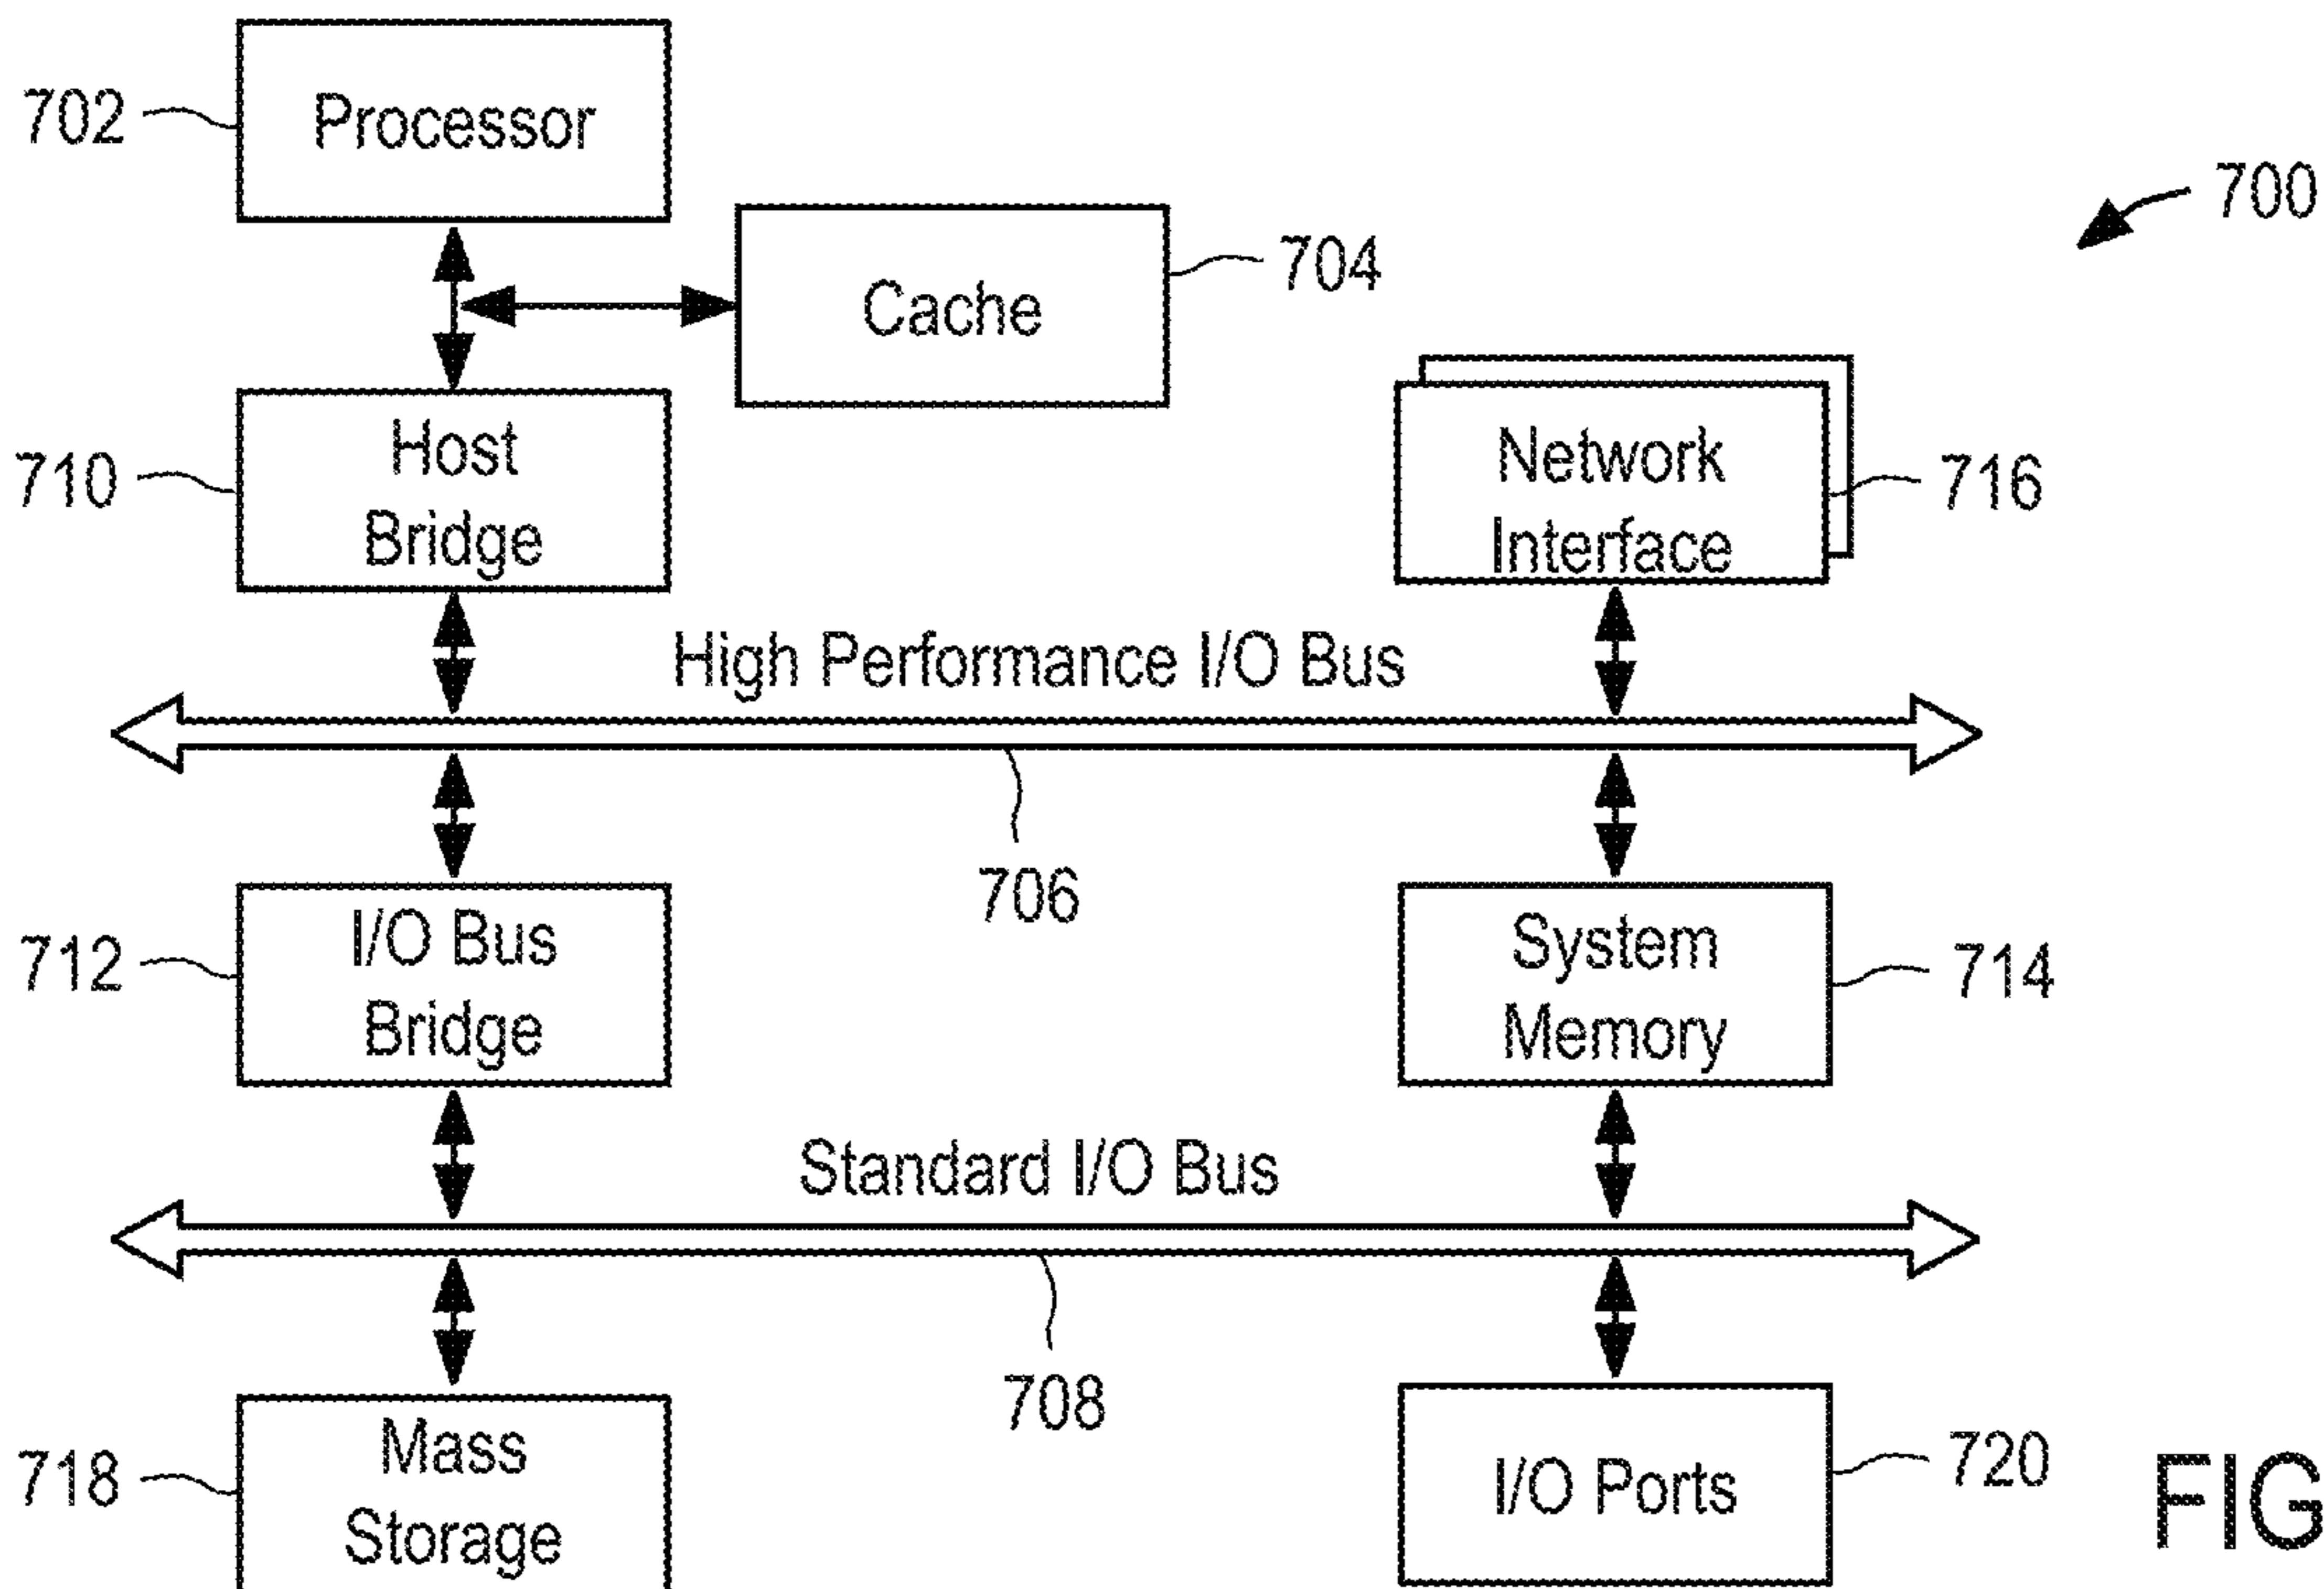 702
Processor
700
704
Cache
710
Host
Bridge
Network
Interface
716
High Performance I/O Bus
706
712
I/O Bus
Bridge
System
Memory
714
Standard I/O Bus
708
718
Mass
Storage
I/O Ports
720
FIG